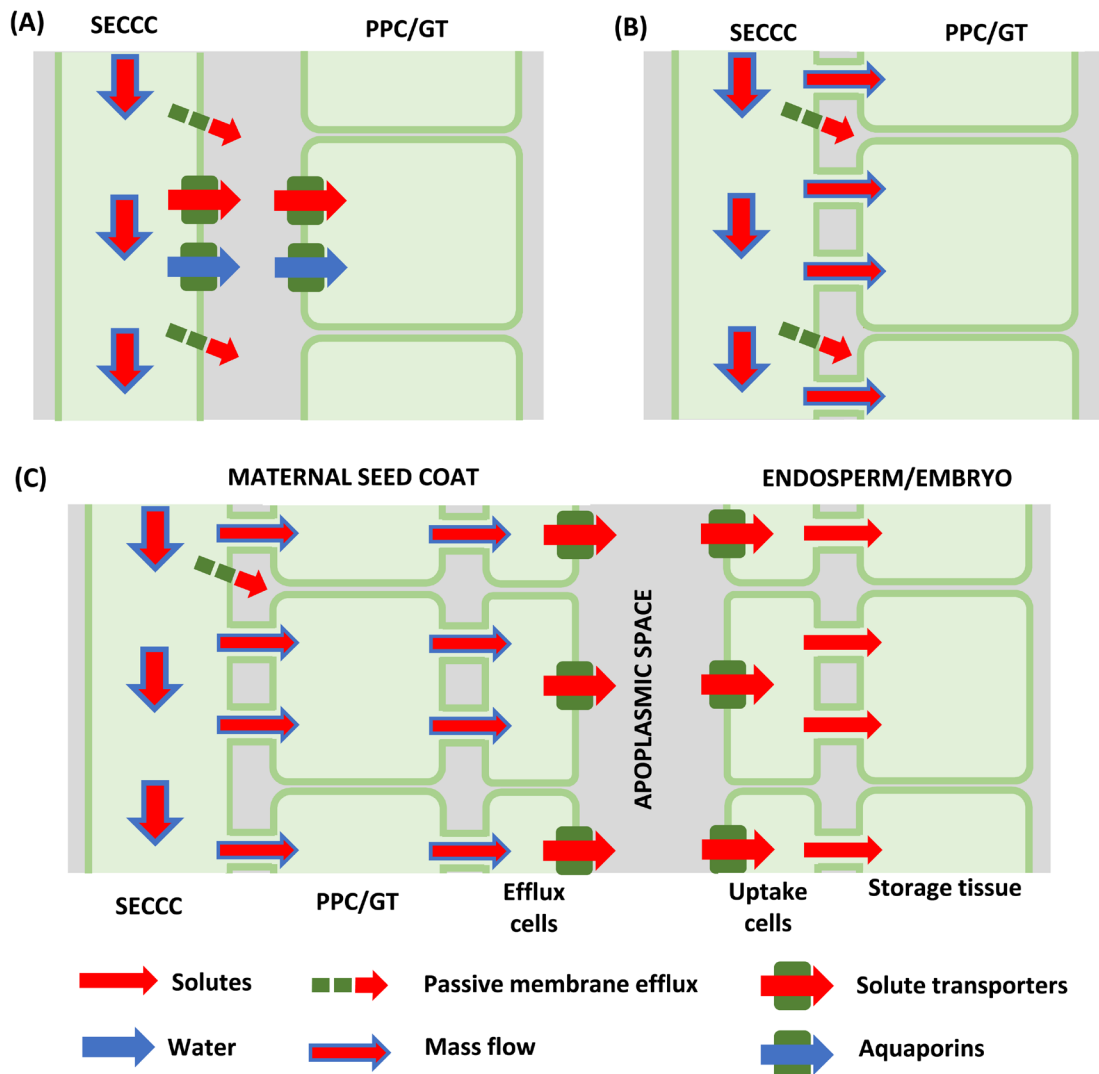 (A)
SECCC
PPC/GT
(B)
SECCC
PPC/GT
(C)
MATERNAL SEED COAT
ENDOSPERM/EMBRYO
APOPLASMIC SPACE
SECCC
PPC/GT
Efflux
cells
Uptake
cells
Storage tissue
Solutes
Passive membrane efflux
Solute transporters
Water
Mass flow
Aquaporins